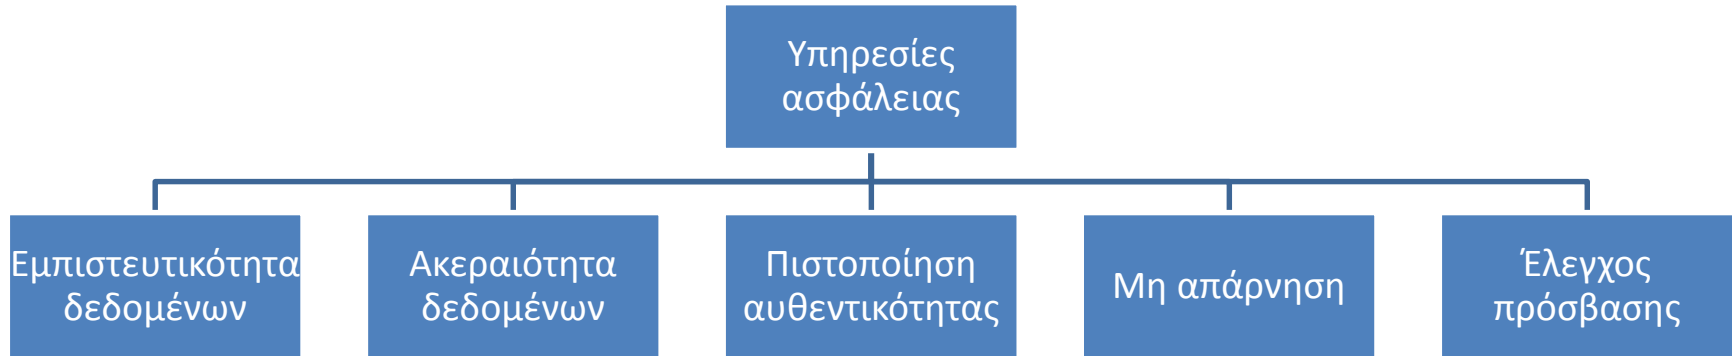 Υπηρεσίες
ασφάλειας
Εμπιστευτικότητα
δεδομένων
Ακεραιότητα
δεδομένων
Πιστοποίηση
αυθεντικότητας
Μη απάρνηση
Έλεγχος
πρόσβασης